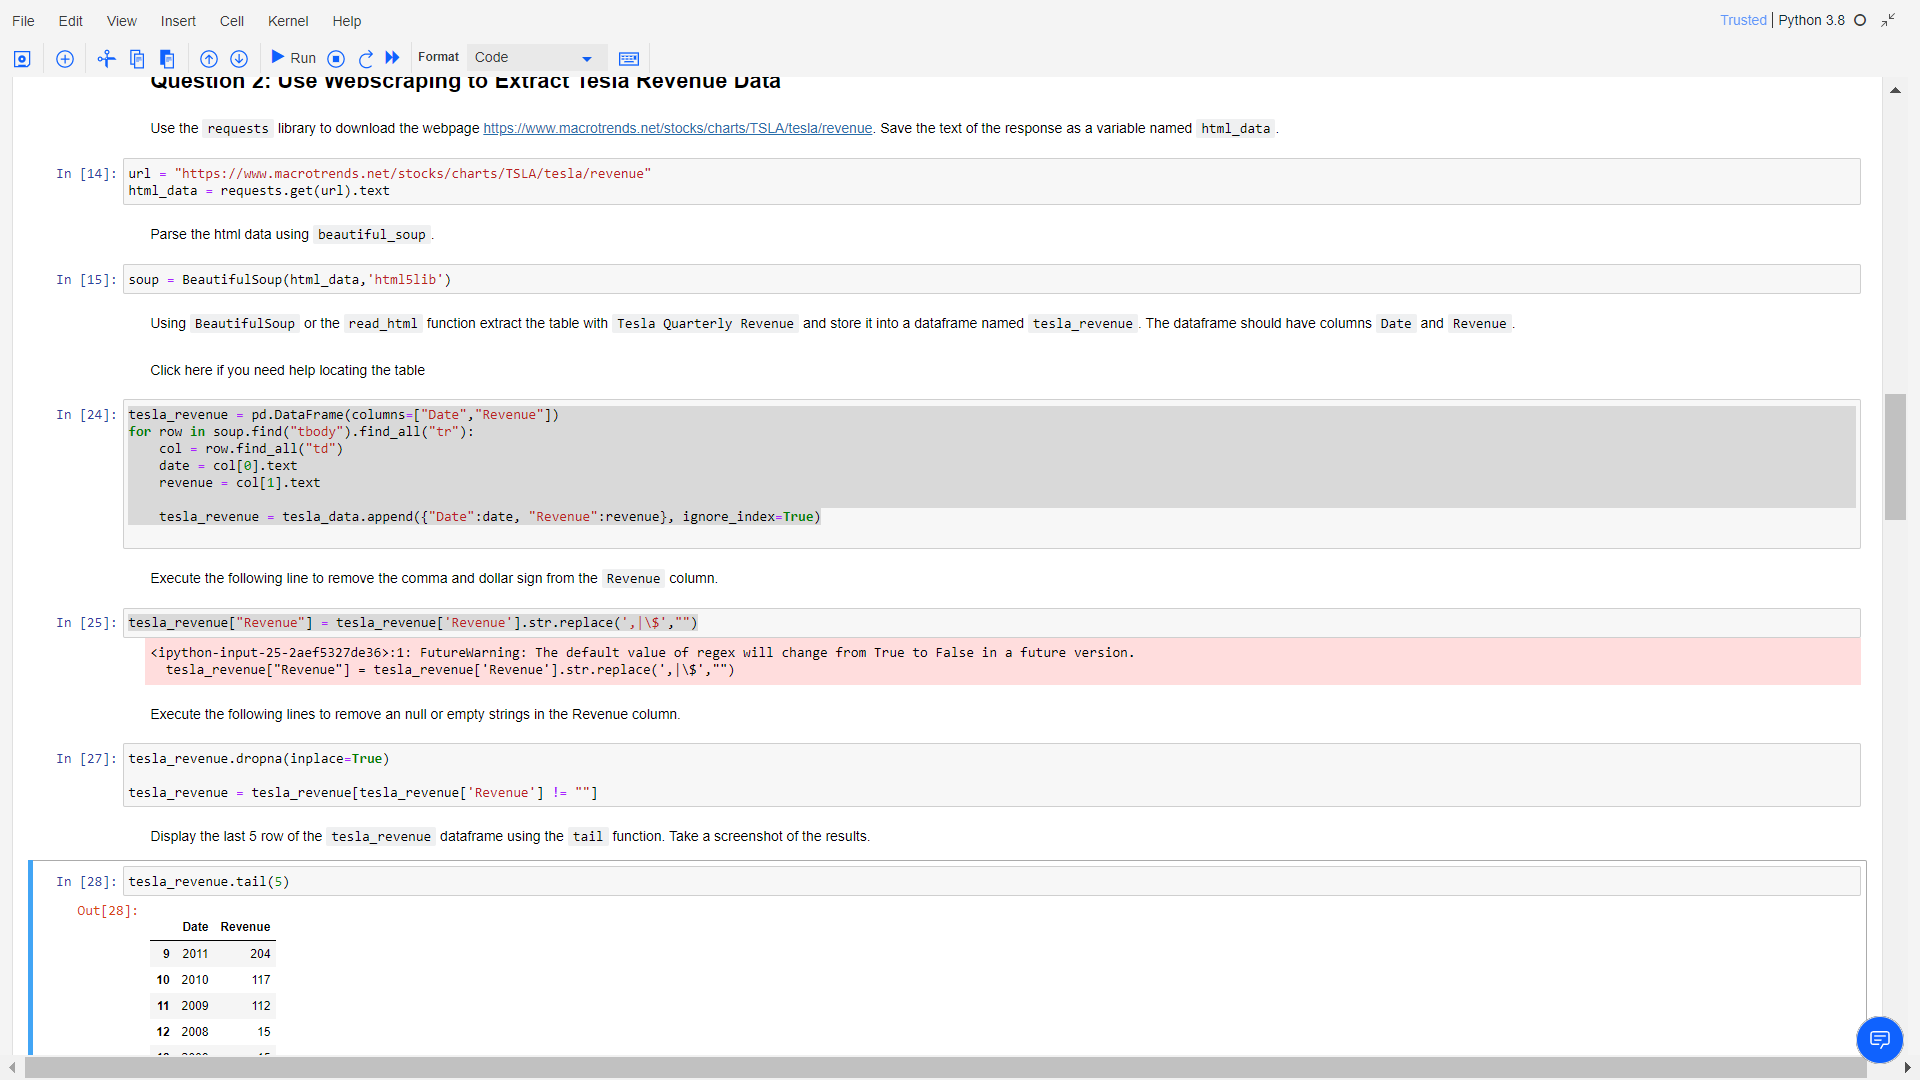 File Edit View Insert Cell Kernel Help
Trusted | Python 3.8
Run Format Code
Question 2: Use Webscraping to Extract Tesla Revenue Data
Use the requests library to download the webpage https://www.macrotrends.net/stocks/charts/TSLA/tesla/revenue. Save the text of the response as a variable named html_data.
In [14]: url = "https://www.macrotrends.net/stocks/charts/TSLA/tesla/revenue"
html_data = requests.get(url).text
Parse the html data using beautiful_soup.
In [15]: soup = BeautifulSoup(html_data,'html5lib')
Using BeautifulSoup or the read_html function extract the table with Tesla Quarterly Revenue and store it into a dataframe named tesla_revenue. The dataframe should have columns Date and Revenue.
Click here if you need help locating the table
In [24]: tesla_revenue = pd.DataFrame(columns=["Date","Revenue"])
for row in soup.find("tbody").find_all("tr"):
    col = row.find_all("td")
    date = col[0].text
    revenue = col[1].text
    tesla_revenue = tesla_data.append({"Date":date, "Revenue":revenue}, ignore_index=True)
Execute the following line to remove the comma and dollar sign from the Revenue column.
In [25]: tesla_revenue["Revenue"] = tesla_revenue['Revenue'].str.replace(',|\$',"")
<ipython-input-25-2aef5327de36>:1: FutureWarning: The default value of regex will change from True to False in a future version.
  tesla_revenue["Revenue"] = tesla_revenue['Revenue'].str.replace(',|\$',"")
Execute the following lines to remove an null or empty strings in the Revenue column.
In [27]: tesla_revenue.dropna(inplace=True)
tesla_revenue = tesla_revenue[tesla_revenue['Revenue'] != ""]
Display the last 5 row of the tesla_revenue dataframe using the tail function. Take a screenshot of the results.
In [28]: tesla_revenue.tail(5)
Out[28]:
Date Revenue
9 2011 204
10 2010 117
11 2009 112
12 2008 15